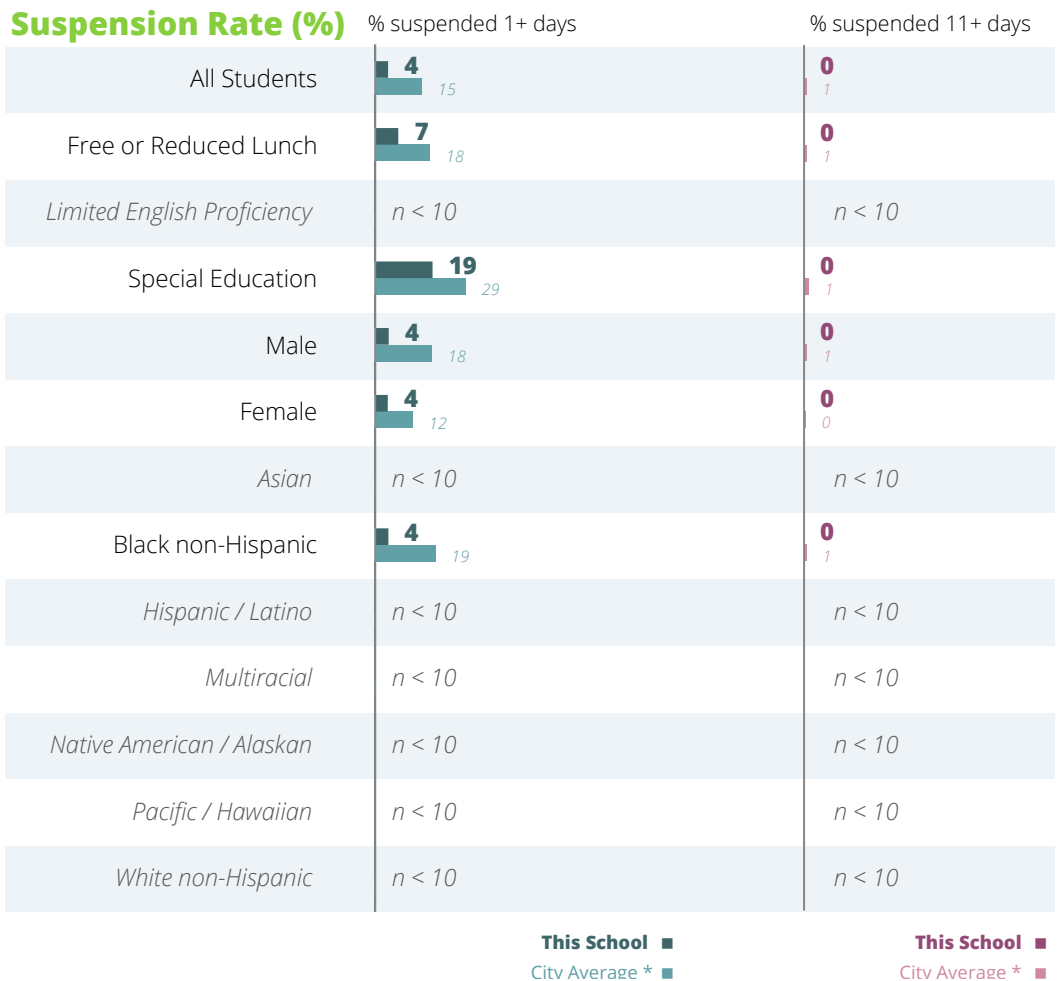 Suspension Rate (%) % suspended 1+ days % suspended 11+ days
All Students 4 15 0 1
Free or Reduced Lunch 7 18 0 1
Limited English Proficiency n < 10 n < 10
Special Education 19 29 0 1
Male 4 18 0 1
Female 4 12 0 0
Asian n < 10 n < 10
Black non-Hispanic 4 19 0 1
Hispanic / Latino n < 10 n < 10
Multiracial n < 10 n < 10
Native American / Alaskan n < 10 n < 10
Pacific / Hawaiian n < 10 n < 10
White non-Hispanic n < 10 n < 10
This School This School
City Average * City Average *